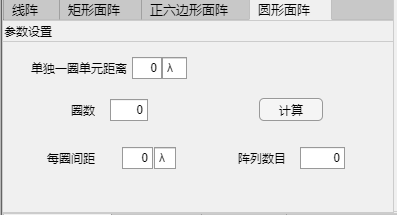 线阵 矩形面阵 正六边形面阵 圆形面阵
参数设置
单独一圈单元距离 0 λ
圈数 0 计算
每圈间距 0 λ 阵列数目 0